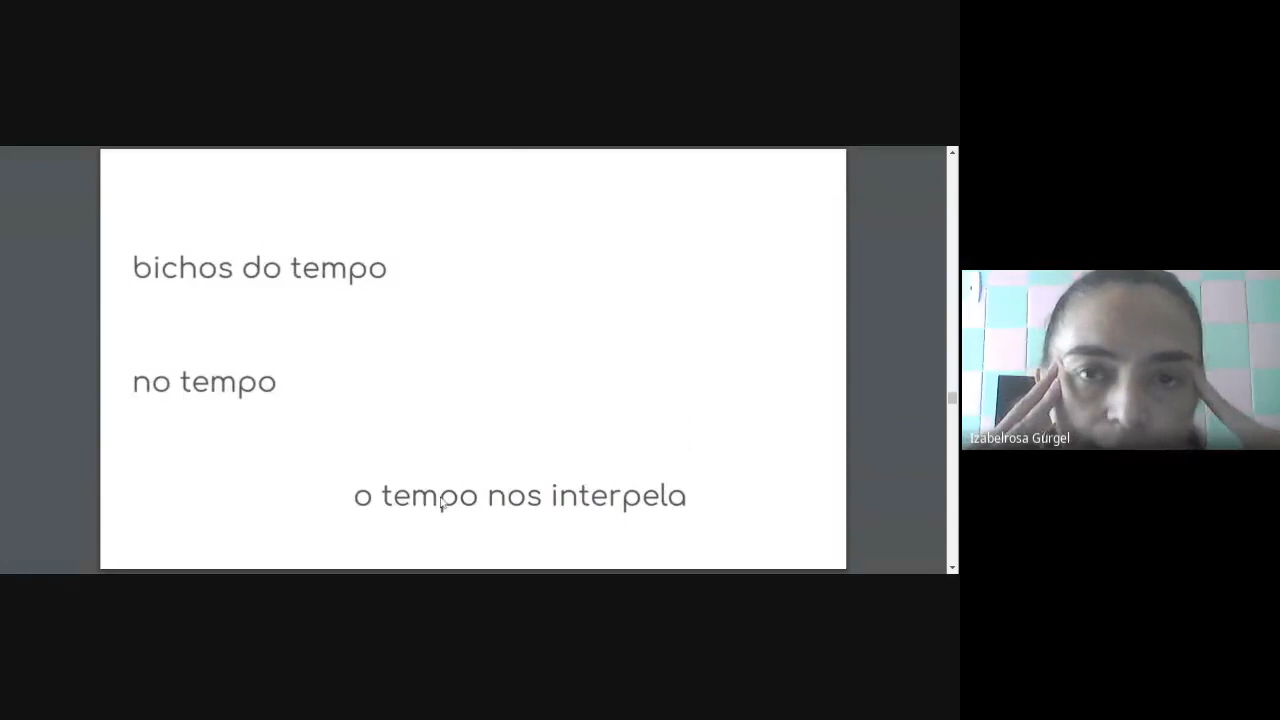 bichos do tempo
no tempo
o tempo nos interpela
Izabelrosa Gurgel